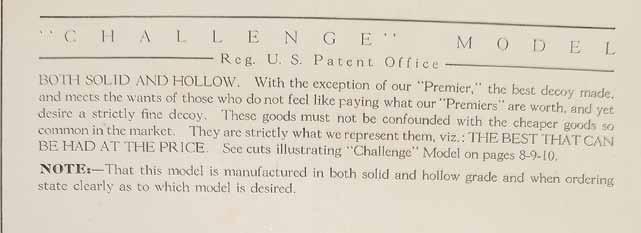 "CHALLENGE" MODEL
Reg. U. S. Patent Office
BOTH SOLID AND HOLLOW. With the exception of our "Premier," the best decoy made,
and meets the wants of those who do not feel like paying what our "Premiers" are worth, and yet
desire a strictly fine decoy. These goods must not be confounded with the cheaper goods so
common in the market. They are strictly what we represent them, viz.: THE BEST THAT CAN
BE HAD AT THE PRICE. See cuts illustrating "Challenge" Model on pages 8-9-10.
NOTE:—That this model is manufactured in both solid and hollow grade and when ordering
state clearly as to which model is desired.